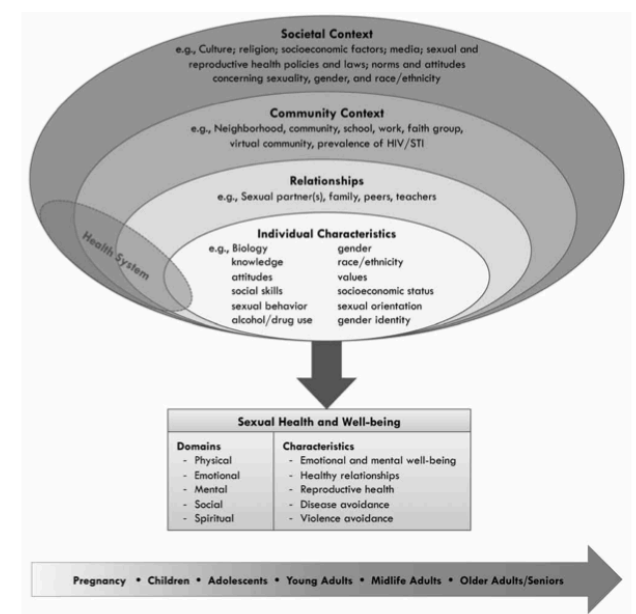 Societal Context
e.g., Culture; religion; socioeconomic factors; media; sexual and
reproductive health policies and laws; norms and attitudes
concerning sexuality, gender, and race/ethnicity
Community Context
e.g., Neighborhood, community, school, work, faith group,
virtual community, prevalence of HIV/STI
Relationships
e.g., Sexual partner(s), family, peers, teachers
Health System
Individual Characteristics
e.g., Biology gender
knowledge race/ethnicity
attitudes values
social skills socioeconomic status
sexual behavior sexual orientation
alcohol/drug use gender identity
Sexual Health and Well-being
Domains
- Physical
- Emotional
- Mental
- Social
- Spiritual
Characteristics
- Emotional and mental well-being
- Healthy relationships
- Reproductive health
- Disease avoidance
- Violence avoidance
Pregnancy • Children • Adolescents • Young Adults • Midlife Adults • Older Adults/Seniors